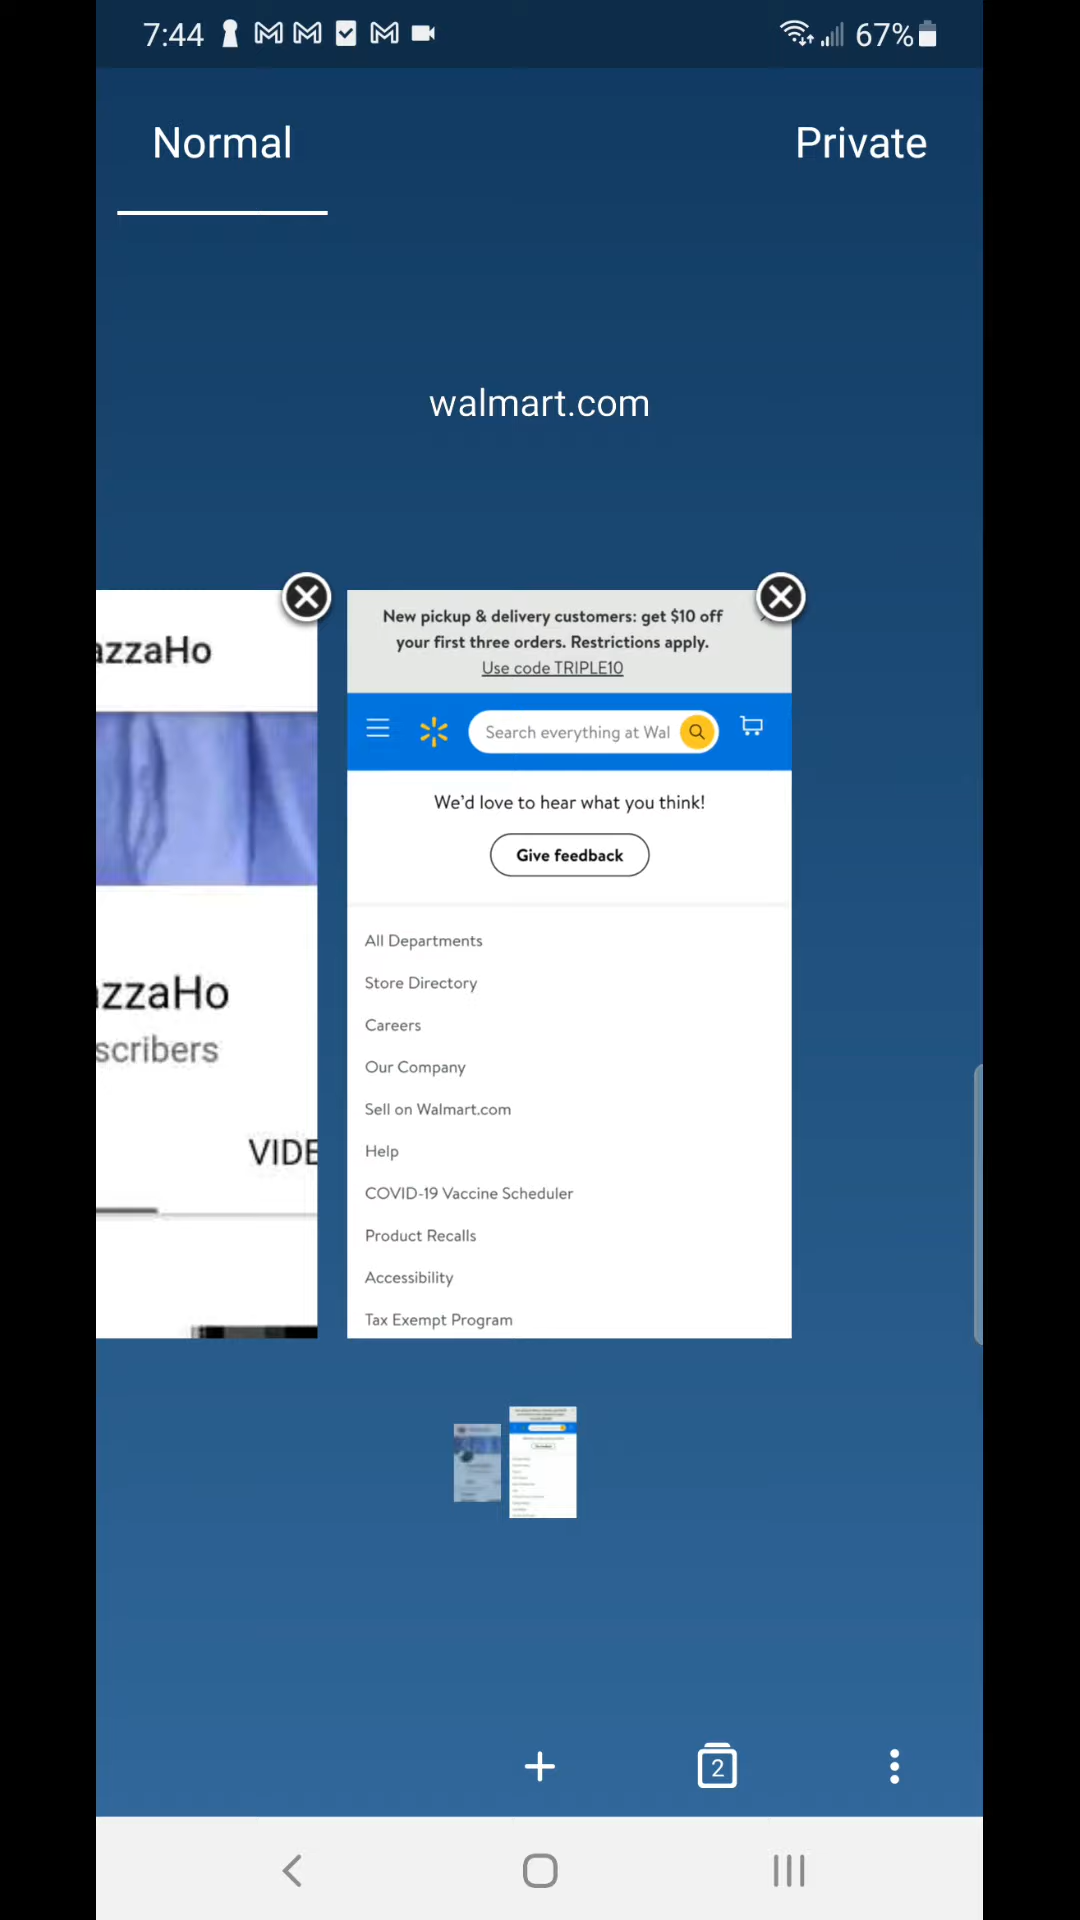 7:44
67%
Normal
Private
walmart.com
azzaHo
zzaHo
scribers
VIDE
New pickup & delivery customers: get $10 off
your first three orders. Restrictions apply.
Use code TRIPLE10
Search everything at Wal
We'd love to hear what you think!
Give feedback
All Departments
Store Directory
Careers
Our Company
Sell on Walmart.com
Help
COVID-19 Vaccine Scheduler
Product Recalls
Accessibility
Tax Exempt Program
2